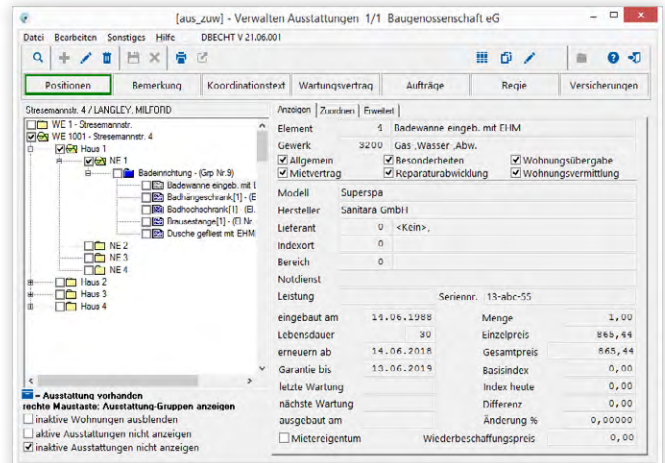 [aus_zuw] - Verwalten Ausstattungen 1/1 Baugenossenschaft eG
Datei Bearbeiten Sonstiges Hilfe DBECHT V 21.06.001
Positionen Bemerkung Koordinationstext Wartungsvertrag Aufträge Regie Versicherungen
Stresemannstr. 4 / LANGLEY, MILFORD
WE 1 - Stresemannstr.
WE 1001 - Stresemannstr. 4
Haus 1
NE 1
Badeinrichtung - (Grp Nr.9)
Badewanne eingeb. mit E
Badhängeschrank[1] - (E
Badhochschrank[1] (El.
Brausestange[1] - (El.Nr.
Dusche gefliest mit EHM
NE 2
NE 3
NE 4
Haus 2
Haus 3
Haus 4
= Ausstattung vorhanden
rechte Maustaste: Ausstattung-Gruppen anzeigen
inaktive Wohnungen ausblenden
aktive Ausstattungen nicht anzeigen
inaktive Ausstattungen nicht anzeigen
Anzeigen Zuordnen Erweitert
Element Badewanne eingeb. mit EHM
Gewerk 3200 Gas ,Wasser ,Abw.
Allgemein Besonderheiten Wohnungsübergabe
Mietvertrag Reparaturabwicklung Wohnungsvermittlung
Modell Superspa
Hersteller Sanitara GmbH
Lieferant 0 <Kein>,
Indexort 0
Bereich 0
Notdienst
Leistung Seriennr. 13-abc-55
eingebaut am 14.06.1988 Menge 1,00
Lebensdauer 30 Einzelpreis 865,44
erneuern ab 14.06.2018 Gesamtpreis 865,44
Garantie bis 13.06.2019 Basisindex 0,00
letzte Wartung Index heute 0,00
nächste Wartung Differenz 0,00
ausgebaut am Änderung % 0,00000
Mietereigentum Wiederbeschaffungspreis 0,00